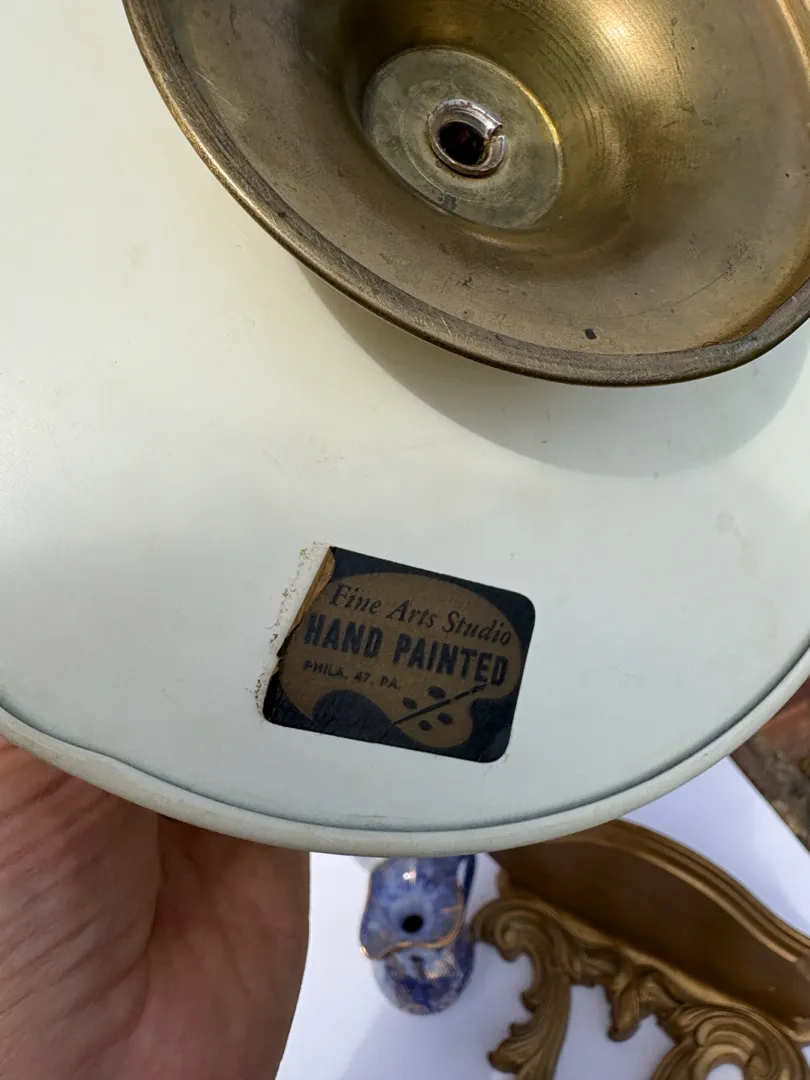 Fine Arts Studio
HAND PAINTED
PHILA. 47, PA.